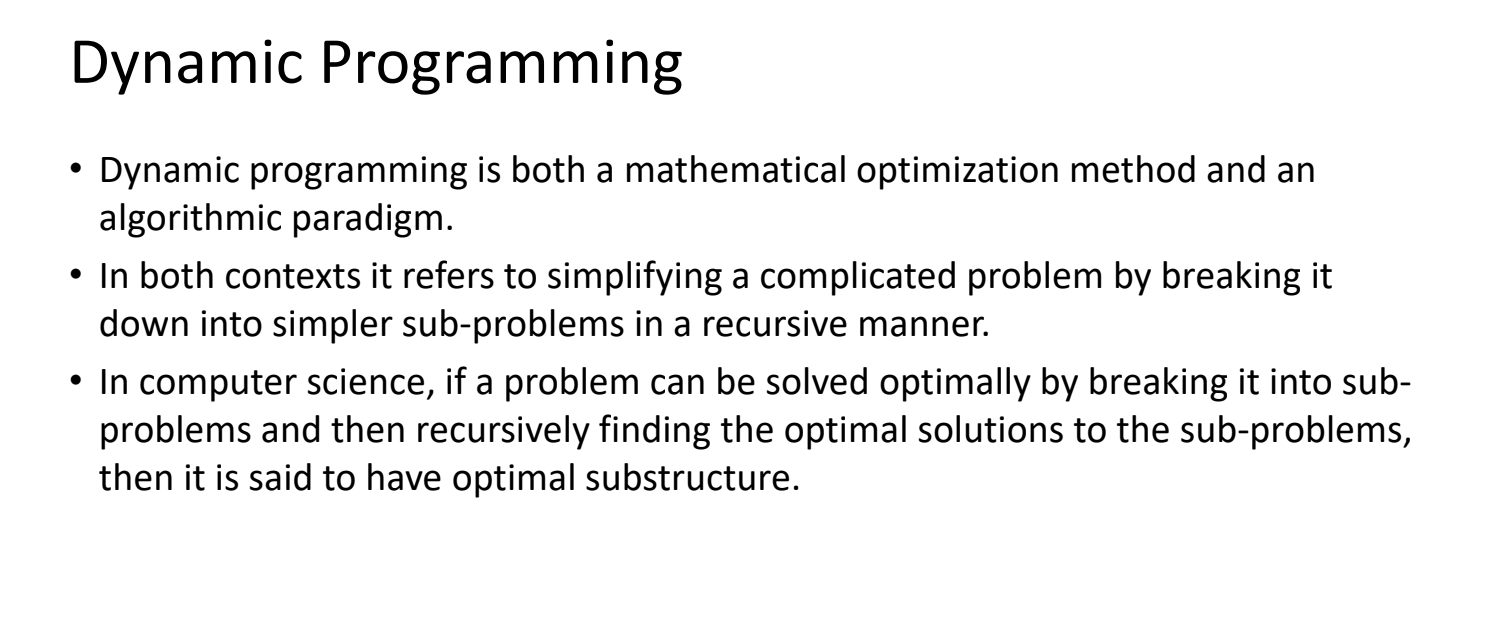 Dynamic Programming
• Dynamic programming is both a mathematical optimization method and an
algorithmic paradigm.
• In both contexts it refers to simplifying a complicated problem by breaking it
down into simpler sub-problems in a recursive manner.
• In computer science, if a problem can be solved optimally by breaking it into sub-
problems and then recursively finding the optimal solutions to the sub-problems,
then it is said to have optimal substructure.